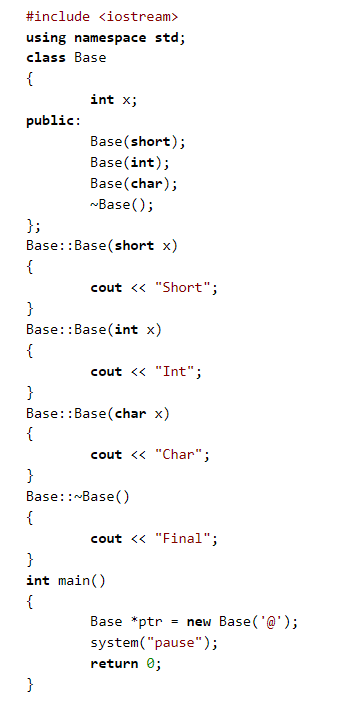 #include <iostream>
using namespace std;
class Base
{
        int x;
public:
        Base(short);
        Base(int);
        Base(char);
        ~Base();
};
Base::Base(short x)
{
        cout << "Short";
}
Base::Base(int x)
{
        cout << "Int";
}
Base::Base(char x)
{
        cout << "Char";
}
Base::~Base()
{
        cout << "Final";
}
int main()
{
        Base *ptr = new Base('@');
        system("pause");
        return 0;
}